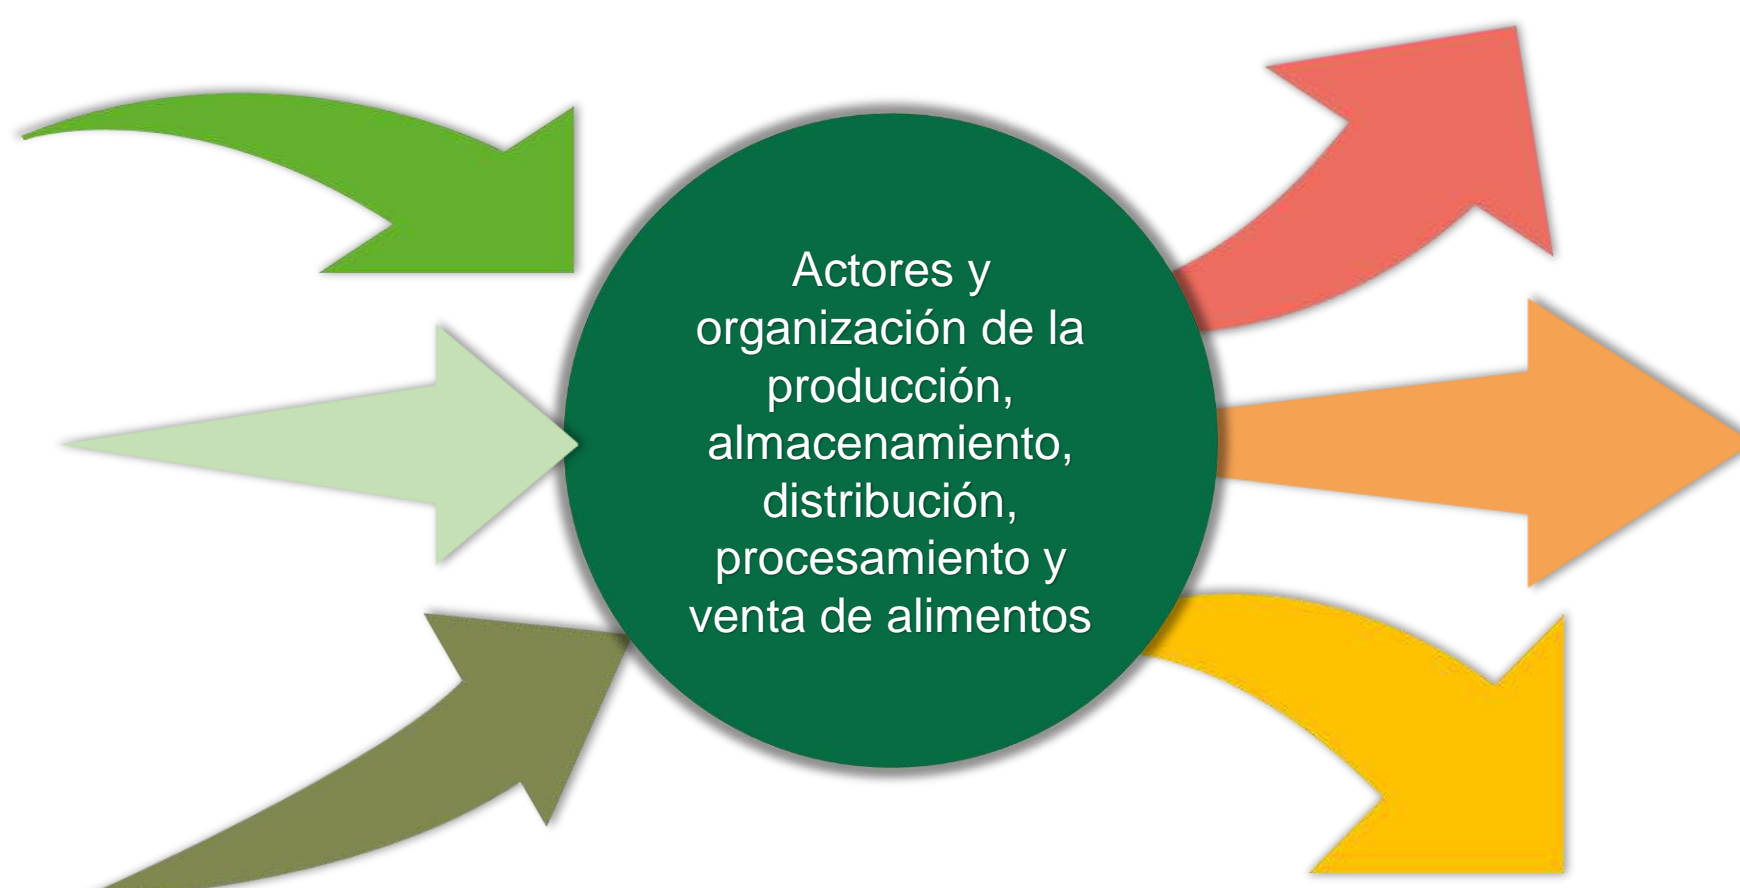 Actores y
organización de la
producción,
almacenamiento,
distribución,
procesamiento y
venta de alimentos